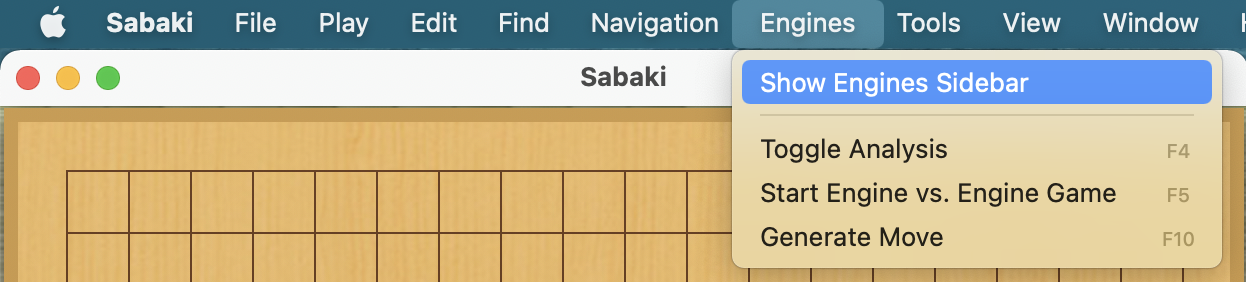 Sabaki File Play Edit Find Navigation Engines Tools View Window
Sabaki
Show Engines Sidebar
Toggle Analysis F4
Start Engine vs. Engine Game F5
Generate Move F10